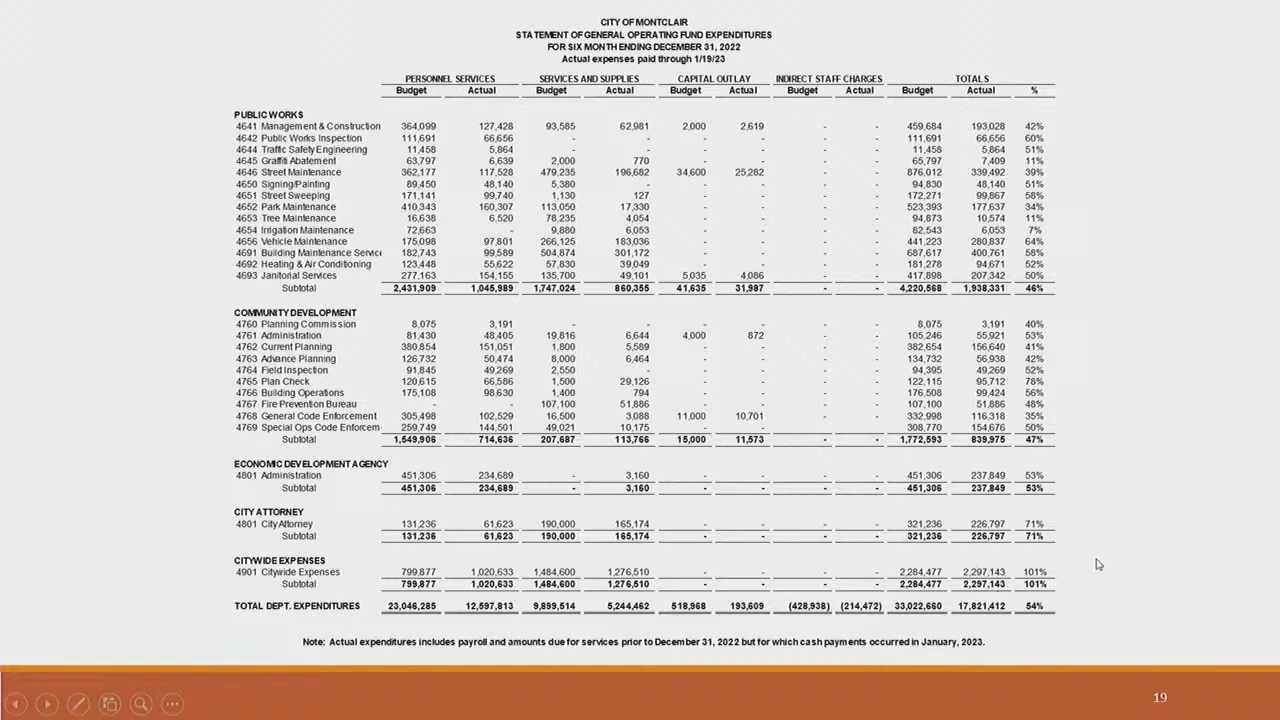 CITY OF MONTCLAIR
STATEMENT OF GENERAL OPERATING FUND EXPENDITURES
FOR SIX MONTH ENDING DECEMBER 31, 2022
Actual expenses paid through 1/19/23
PERSONNEL SERVICES SERVICES AND SUPPLIES CAPITAL OUTLAY INDIRECT STAFF CHARGES TOTALS
Budget Actual Budget Actual Budget Actual Budget Actual Budget Actual %
PUBLIC WORKS
4641 Management & Construction 364,099 127,428 93,585 62,981 2,000 2,619 - - 459,684 193,028 42%
4642 Public Works Inspection 111,691 66,656 - - - - - - 111,691 66,656 60%
4644 Traffic Safety Engineering 11,458 5,864 - - - - - - 11,458 5,864 51%
4645 Graffiti Abatement 63,797 6,639 2,000 770 - - - - 65,797 7,409 11%
4646 Street Maintenance 362,177 117,528 479,235 196,682 34,600 25,282 - - 876,012 339,492 39%
4650 Signing/Painting 89,450 48,140 5,380 - - - - - 94,830 48,140 51%
4651 Street Sweeping 171,141 99,740 1,130 127 - - - - 172,271 99,867 58%
4652 Park Maintenance 410,343 160,307 113,050 17,330 - - - - 523,393 177,637 34%
4653 Tree Maintenance 16,638 6,520 78,235 4,054 - - - - 94,873 10,574 11%
4654 Irrigation Maintenance 72,663 - 9,880 6,053 - - - - 82,543 6,053 7%
4656 Vehicle Maintenance 175,098 97,801 266,125 183,036 - - - - 441,223 280,837 64%
4691 Building Maintenance Servic 182,743 99,589 504,874 301,172 - - - - 687,617 400,761 58%
4692 Heating & Air Conditioning 123,448 55,622 57,830 39,049 - - - - 181,278 94,671 52%
4693 Janitorial Services 277,163 154,155 135,700 49,101 5,035 4,086 - - 417,898 207,342 50%
Subtotal 2,431,909 1,045,989 1,747,024 860,355 41,635 31,987 - - 4,220,568 1,938,331 46%
COMMUNITY DEVELOPMENT
4760 Planning Commission 8,075 3,191 - - - - - - 8,075 3,191 40%
4761 Administration 81,430 48,405 19,816 6,644 4,000 872 - - 105,246 55,921 53%
4762 Current Planning 380,854 151,051 1,800 5,589 - - - - 382,654 156,640 41%
4763 Advance Planning 126,732 50,474 8,000 6,464 - - - - 134,732 56,938 42%
4764 Field Inspection 91,845 49,269 2,550 - - - - - 94,395 49,269 52%
4765 Plan Check 120,615 66,586 1,500 29,126 - - - - 122,115 95,712 78%
4766 Building Operations 175,108 98,630 1,400 794 - - - - 176,508 99,424 56%
4767 Fire Prevention Bureau - - 107,100 51,886 - - - - 107,100 51,886 48%
4768 General Code Enforcement 305,498 102,529 16,500 3,088 11,000 10,701 - - 332,998 116,318 35%
4769 Special Ops Code Enforcem 259,749 144,501 49,021 10,175 - - - - 308,770 154,676 50%
Subtotal 1,549,906 714,636 207,687 113,766 15,000 11,573 - - 1,772,593 839,975 47%
ECONOMIC DEVELOPMENT AGENCY
4801 Administration 451,306 234,689 - 3,160 - - - - 451,306 237,849 53%
Subtotal 451,306 234,689 - 3,160 - - - - 451,306 237,849 53%
CITY ATTORNEY
4801 City Attorney 131,236 61,623 190,000 165,174 - - - - 321,236 226,797 71%
Subtotal 131,236 61,623 190,000 165,174 - - - - 321,236 226,797 71%
CITYWIDE EXPENSES
4901 Citywide Expenses 799,877 1,020,633 1,484,600 1,276,510 - - - - 2,284,477 2,297,143 101%
Subtotal 799,877 1,020,633 1,484,600 1,276,510 - - - - 2,284,477 2,297,143 101%
TOTAL DEPT. EXPENDITURES 23,046,285 12,597,813 9,899,514 5,244,462 518,968 193,609 (428,938) (214,472) 33,022,660 17,821,412 54%
Note: Actual expenditures includes payroll and amounts due for services prior to December 31, 2022 but for which cash payments occurred in January, 2023.
19